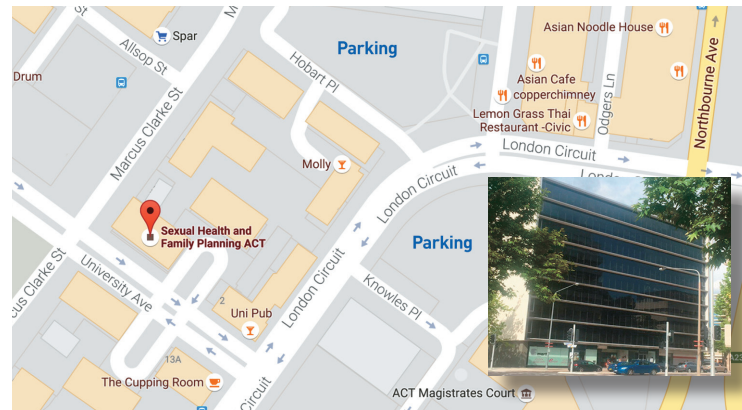 Spar
Allsop St
Drum
Marcus Clarke St
M
Hobart Pl
Parking
Asian Noodle House
Asian Cafe
copperchimney
Lemon Grass Thai
Restaurant -Civic
Odgers Ln
Northbourne Ave
London Circuit
Molly
London Circuit
Sexual Health and
Family Planning ACT
Parking
cus Clarke St
University Ave
2
Uni Pub
London Circuit
Knowles Pl
13A
The Cupping Room
Circuit
ACT Magistrates Court
A23